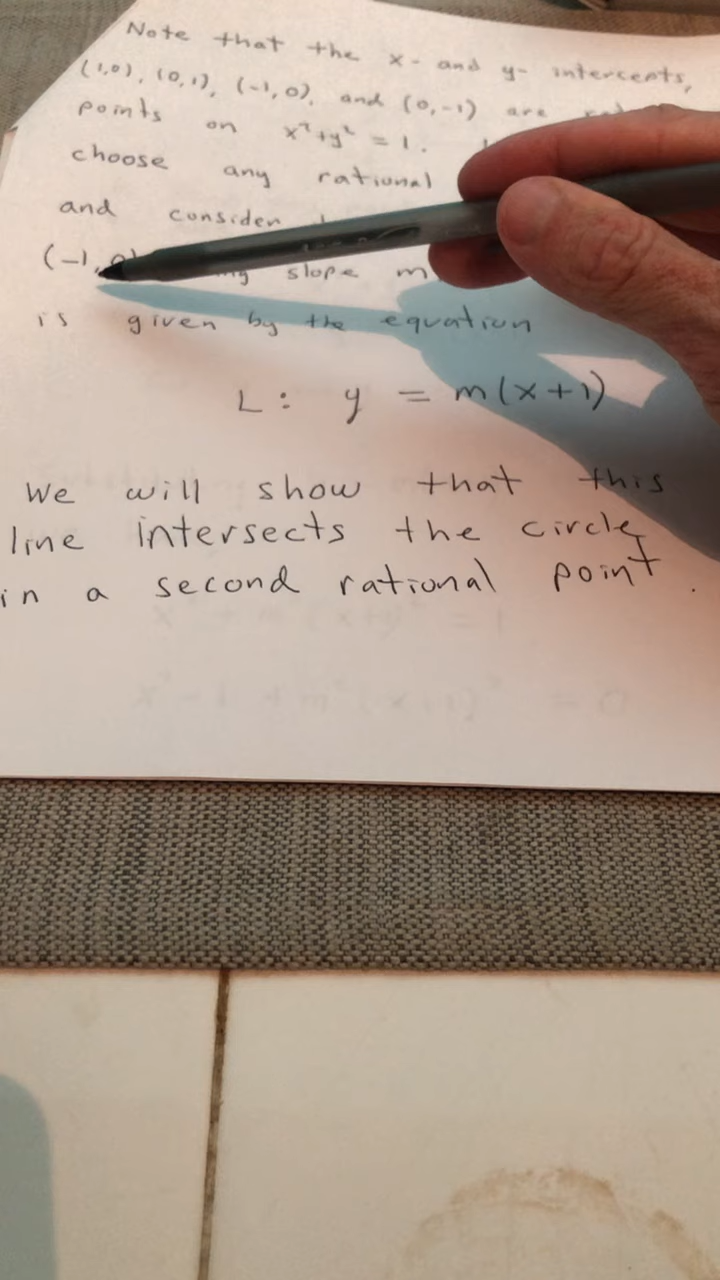 Note that the x- and y- intercepts,
(1,0), (0,1), (-1,0), and (0,-1) are
points on x²+y² = 1.
choose any rational
and consider
(-1, slope m
is given by the equation
L: y = m(x+1)
We will show that this
line intersects the circle
in a second rational point.